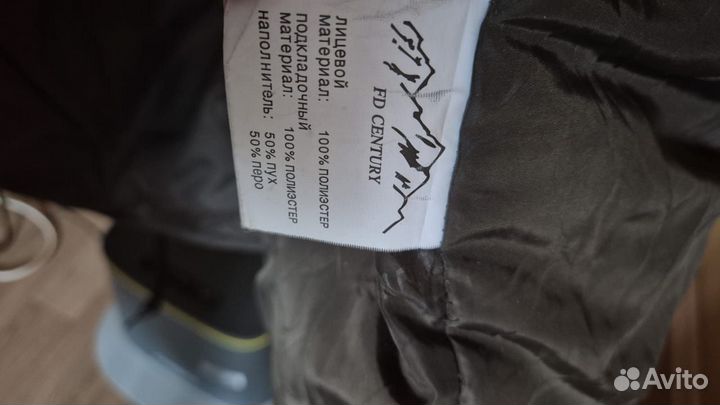 FD CENTURY
ЛИЦЕВОЙ
МАТЕРИАЛ: 100% ПОЛИЭСТЕР
ПОДКЛАДОЧНЫЙ
МАТЕРИАЛ: 100% ПОЛИЭСТЕР
НАПОЛНИТЕЛЬ: 50% ПУХ
50% ПЕРО
Avito